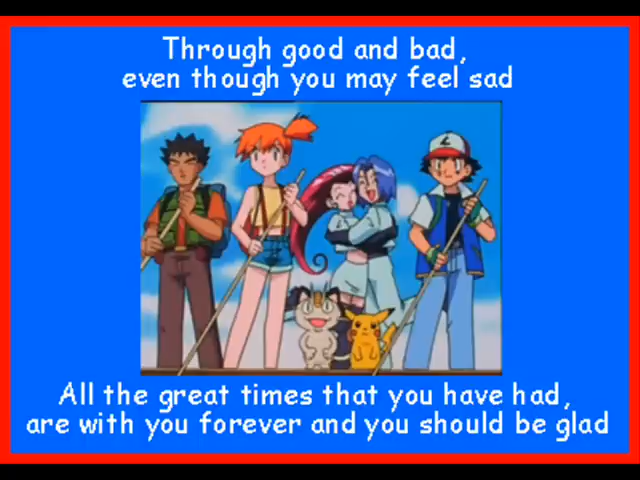 Through good and bad,
even though you may feel sad
All the great times that you have had,
are with you forever and you should be glad